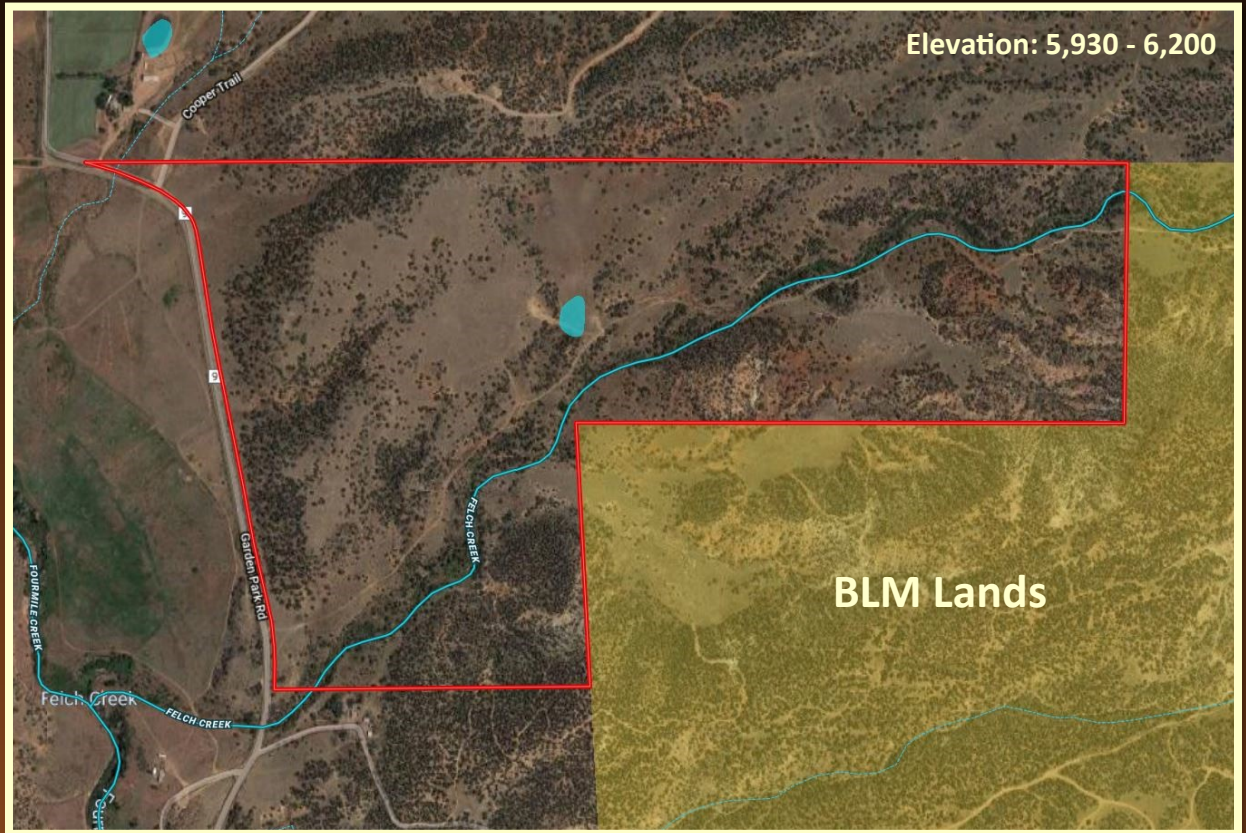 Elevation: 5,930 - 6,200
Cooper Trail
9
Garden Park Rd
FELCH CREEK
BLM Lands
FOURMILE CREEK
Felch Creek
FELCH CREEK